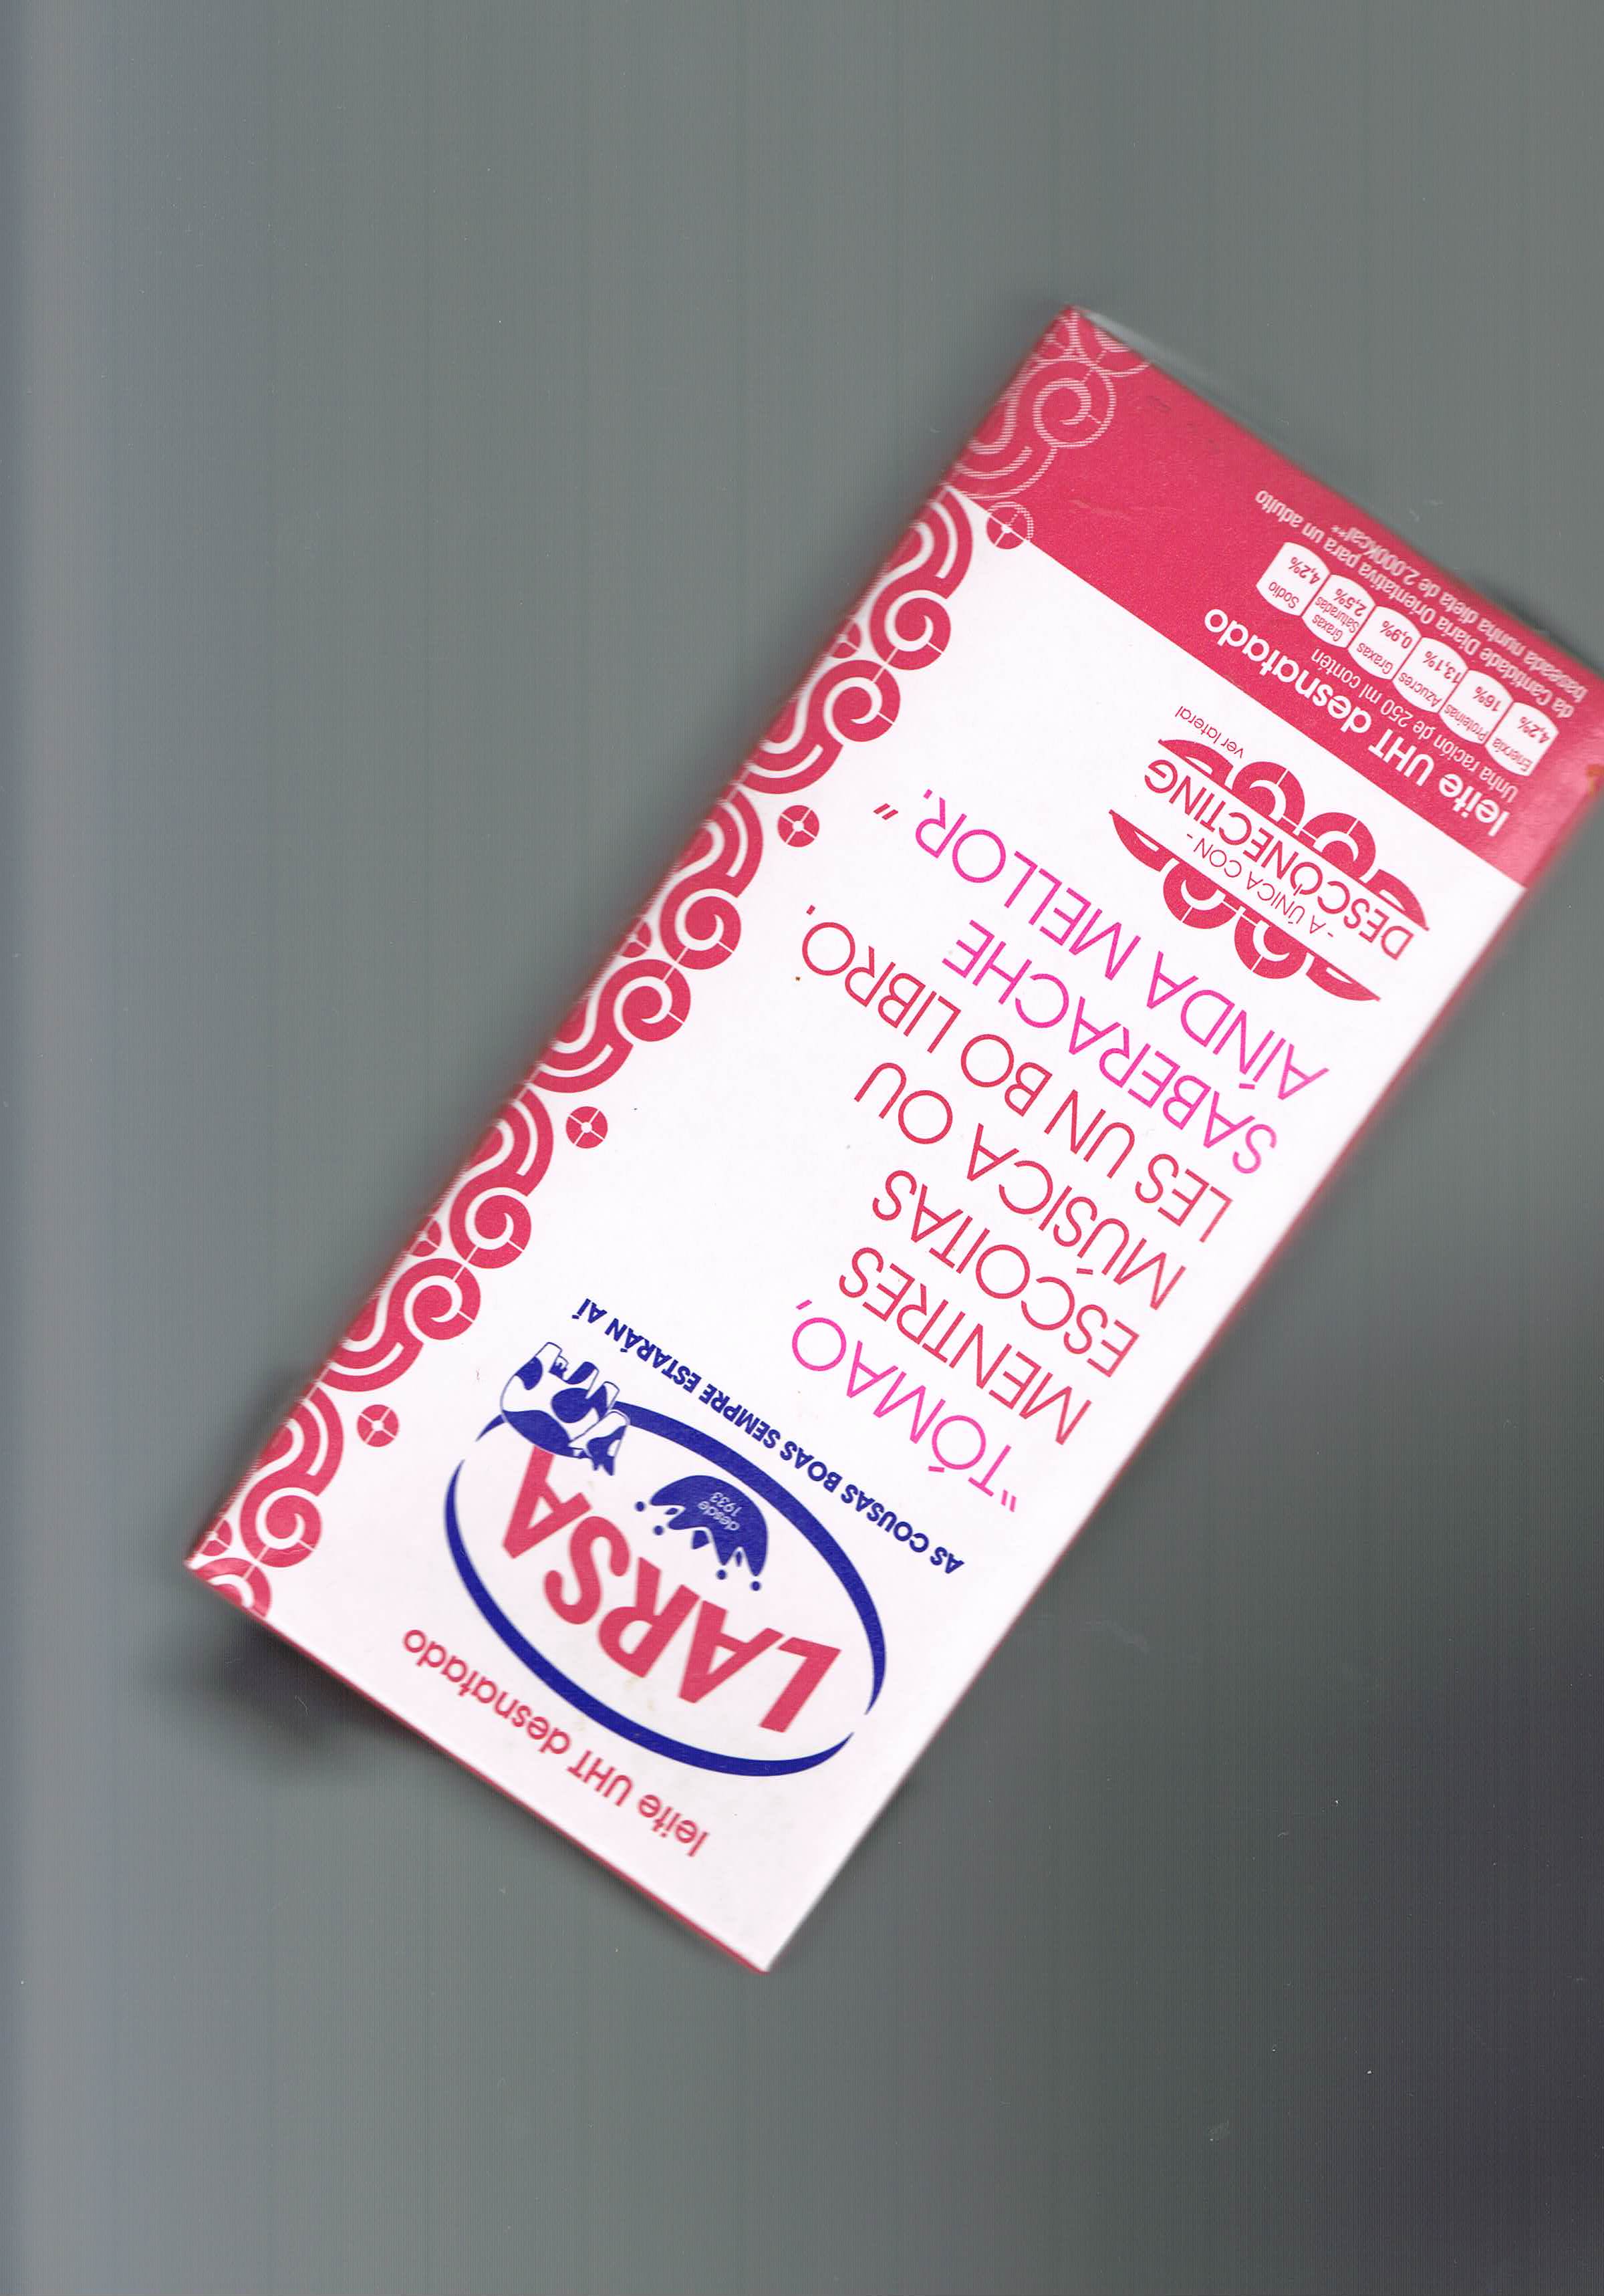 leite UHT desnatado
LARSA
desde
1933
AS COUSAS BOAS SEMPRE ESTARÁN AÍ
"TÓMAO,
MENTRES
ESCOITAS
MÚSICA OU
LES UN BO LIBRO,
SABERACHE
AÍNDA MELLOR."
- A ÚNICA CON -
DESCONECTING
ver lateral
leite UHT desnatado
Unha ración de 250 ml contén
Enerxía Proteínas Azucres Graxas Graxas Saturadas Sodio
4,2% 16% 13,1% 0,9% 2,5% 4,2%
da Cantidade Diaria Orientativa para un adulto
baseada nunha dieta de 2.000Kcal**